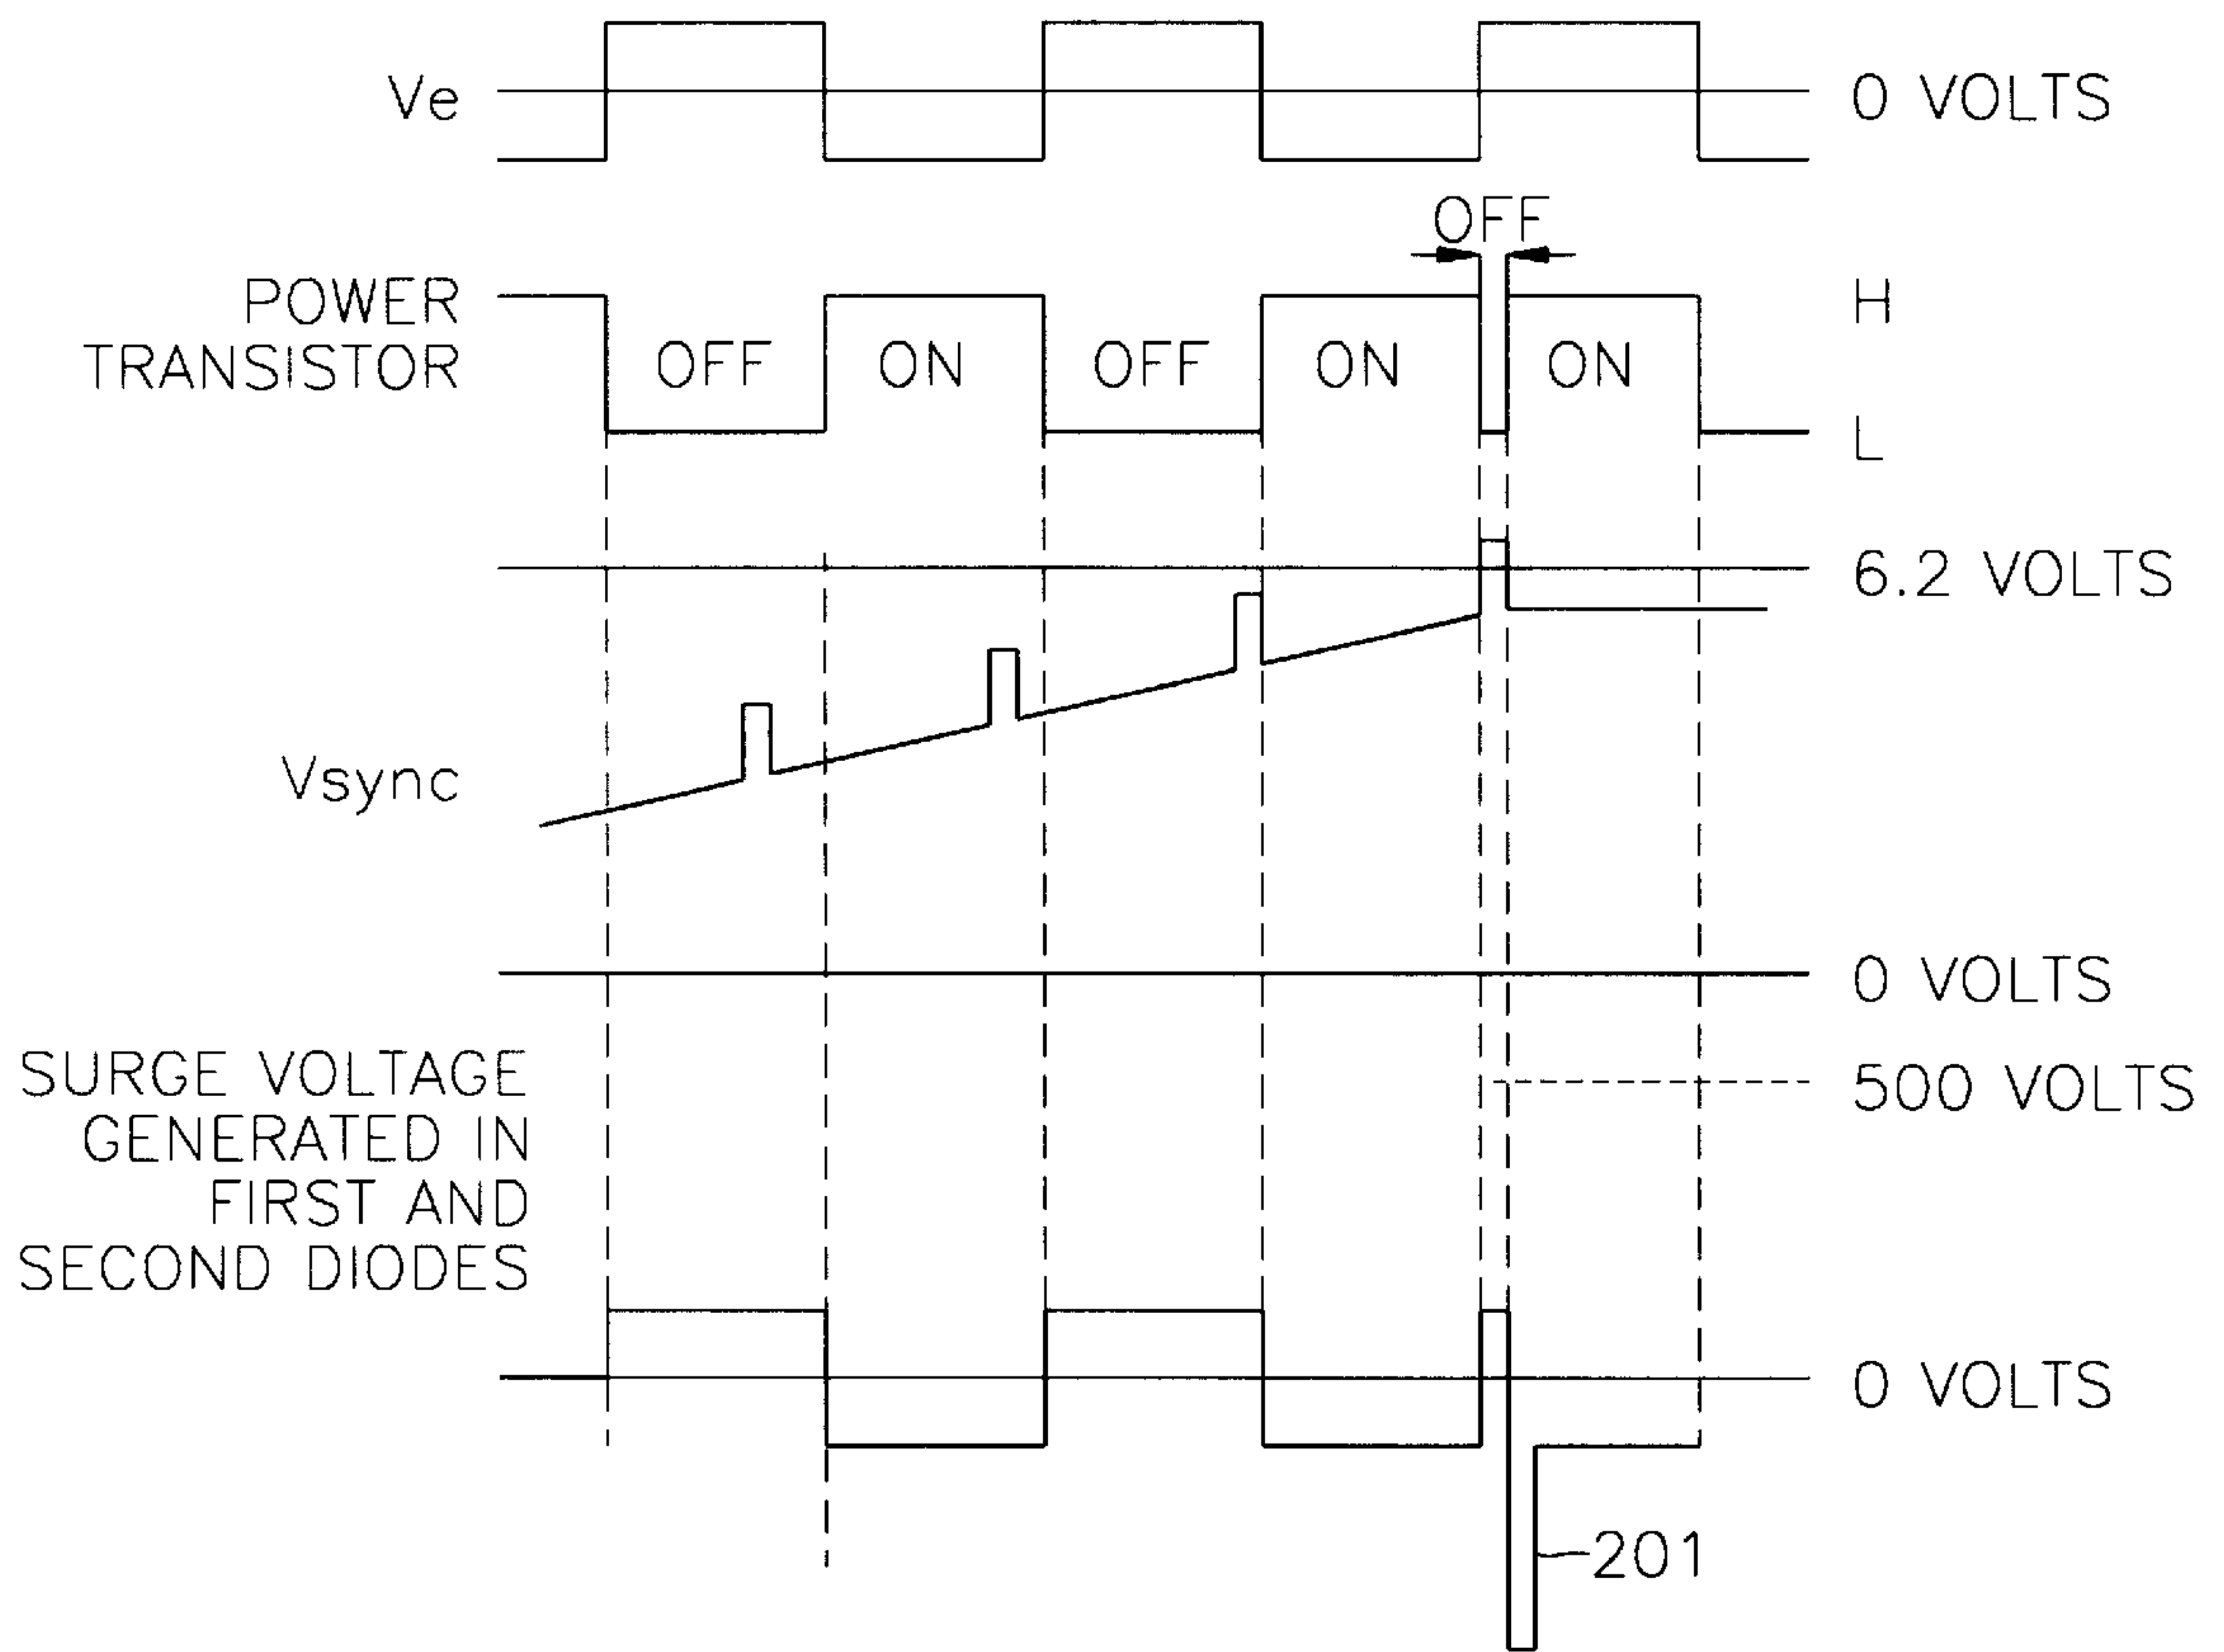 Ve
0 VOLTS
OFF
POWER
TRANSISTOR
OFF
ON
OFF
ON
ON
H
L
6.2 VOLTS
Vsync
0 VOLTS
SURGE VOLTAGE
GENERATED IN
FIRST AND
SECOND DIODES
500 VOLTS
0 VOLTS
201